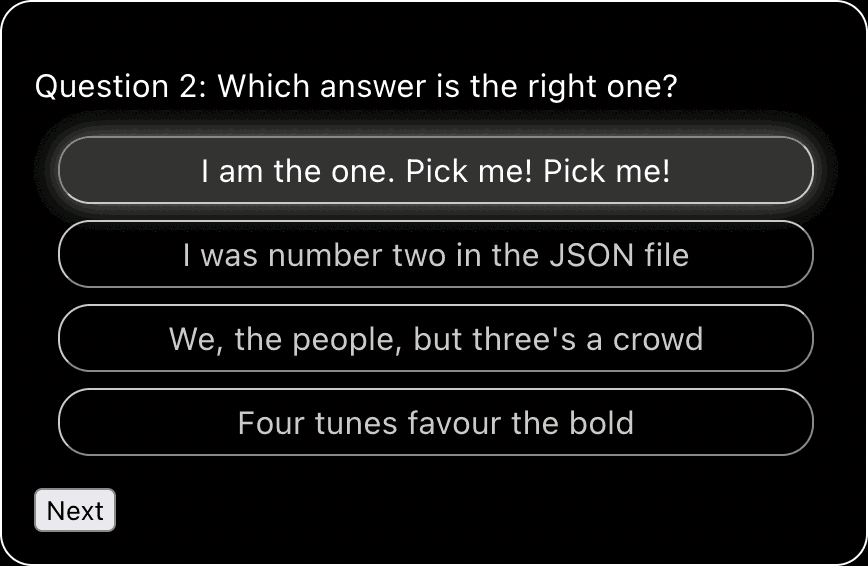 Question 2: Which answer is the right one?
I am the one. Pick me! Pick me!
I was number two in the JSON file
We, the people, but three's a crowd
Four tunes favour the bold
Next